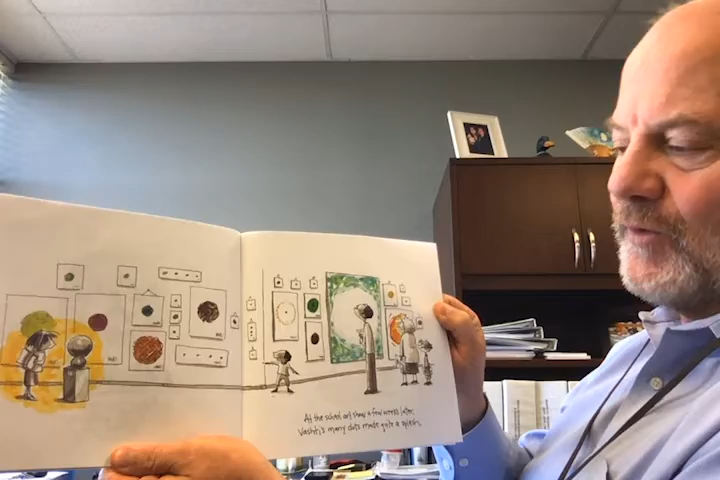 At the school art show a few weeks later,
Vashti's many dots made quite a splash.